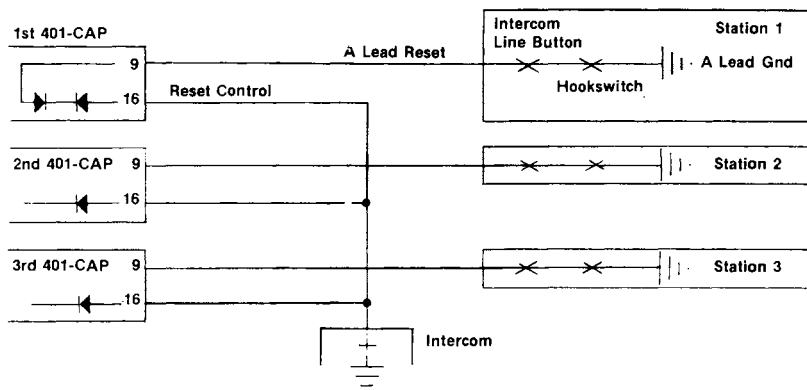 1st 401-CAP
9
16
A Lead Reset
Reset Control
Intercom
Line Button
Station 1
A Lead Gnd
Hookswitch
2nd 401-CAP
9
16
Station 2
3rd 401-CAP
9
16
Station 3
Intercom